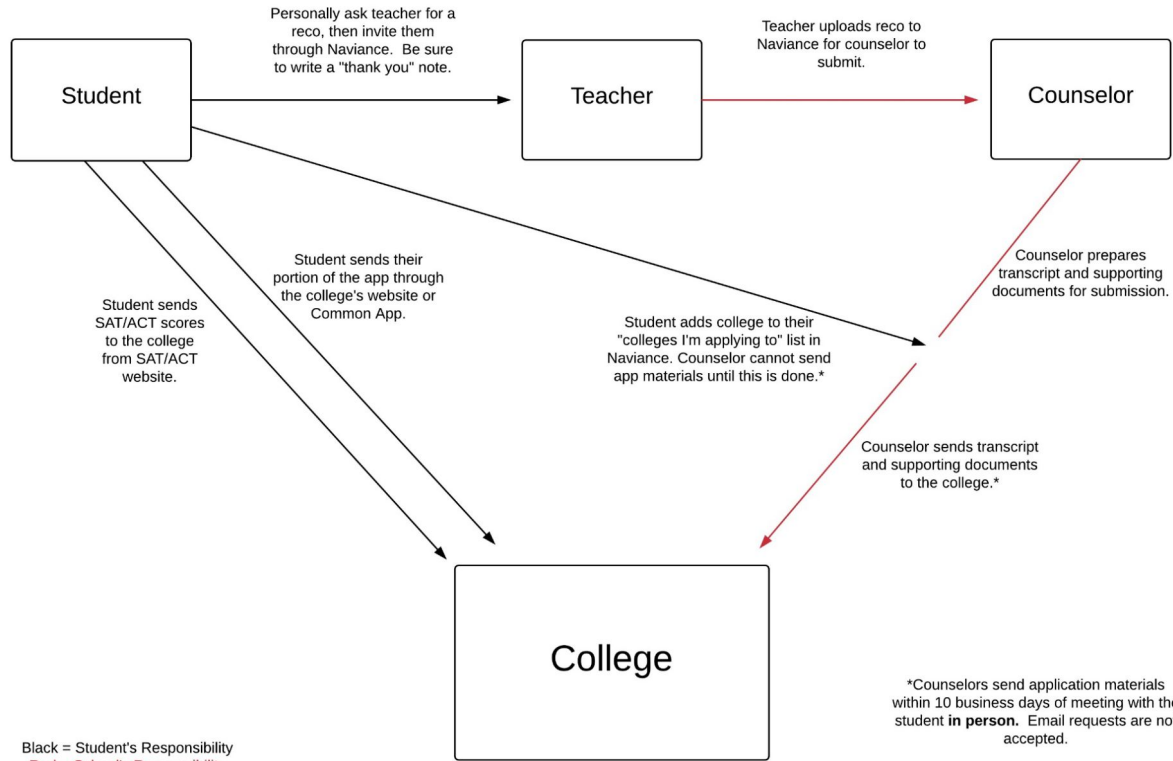 Personally ask teacher for a
reco, then invite them
through Naviance. Be sure
to write a "thank you" note.
Teacher uploads reco to
Naviance for counselor to
submit.
Student
Teacher
Counselor
Student sends
SAT/ACT scores
to the college
from SAT/ACT
website.
Student sends their
portion of the app through
the college's website or
Common App.
Student adds college to their
"colleges I'm applying to" list in
Naviance. Counselor cannot send
app materials until this is done.*
Counselor prepares
transcript and supporting
documents for submission.
Counselor sends transcript
and supporting documents
to the college.*
College
*Counselors send application materials
within 10 business days of meeting with the
student in person. Email requests are no
accepted.
Black = Student's Responsibility